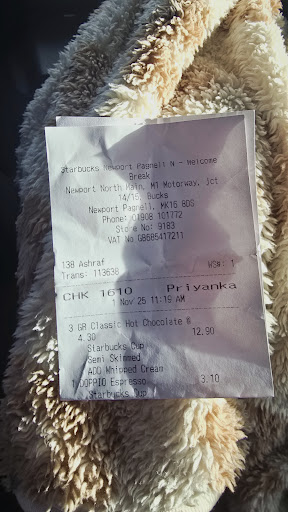 Starbucks Newport Pagnell N - Welcome
Break
Newport North Main, M1 Motorway, Jct
14/15, Bucks
Newport Pagnell, MK16 8DS
Phone: 01908 101772
Store No: 9183
VAT No GB685417211
138 Ashraf WS#: 1
Trans: 113638
CHK 1610 Priyanka
1 Nov 25 11:19 AM
3 GR Classic Hot Chocolate @
4.30 12.90
Starbucks Cup
Semi Skimmed
ADD Whipped Cream
1 DOPPIO Espresso 3.10
Starbucks Cup